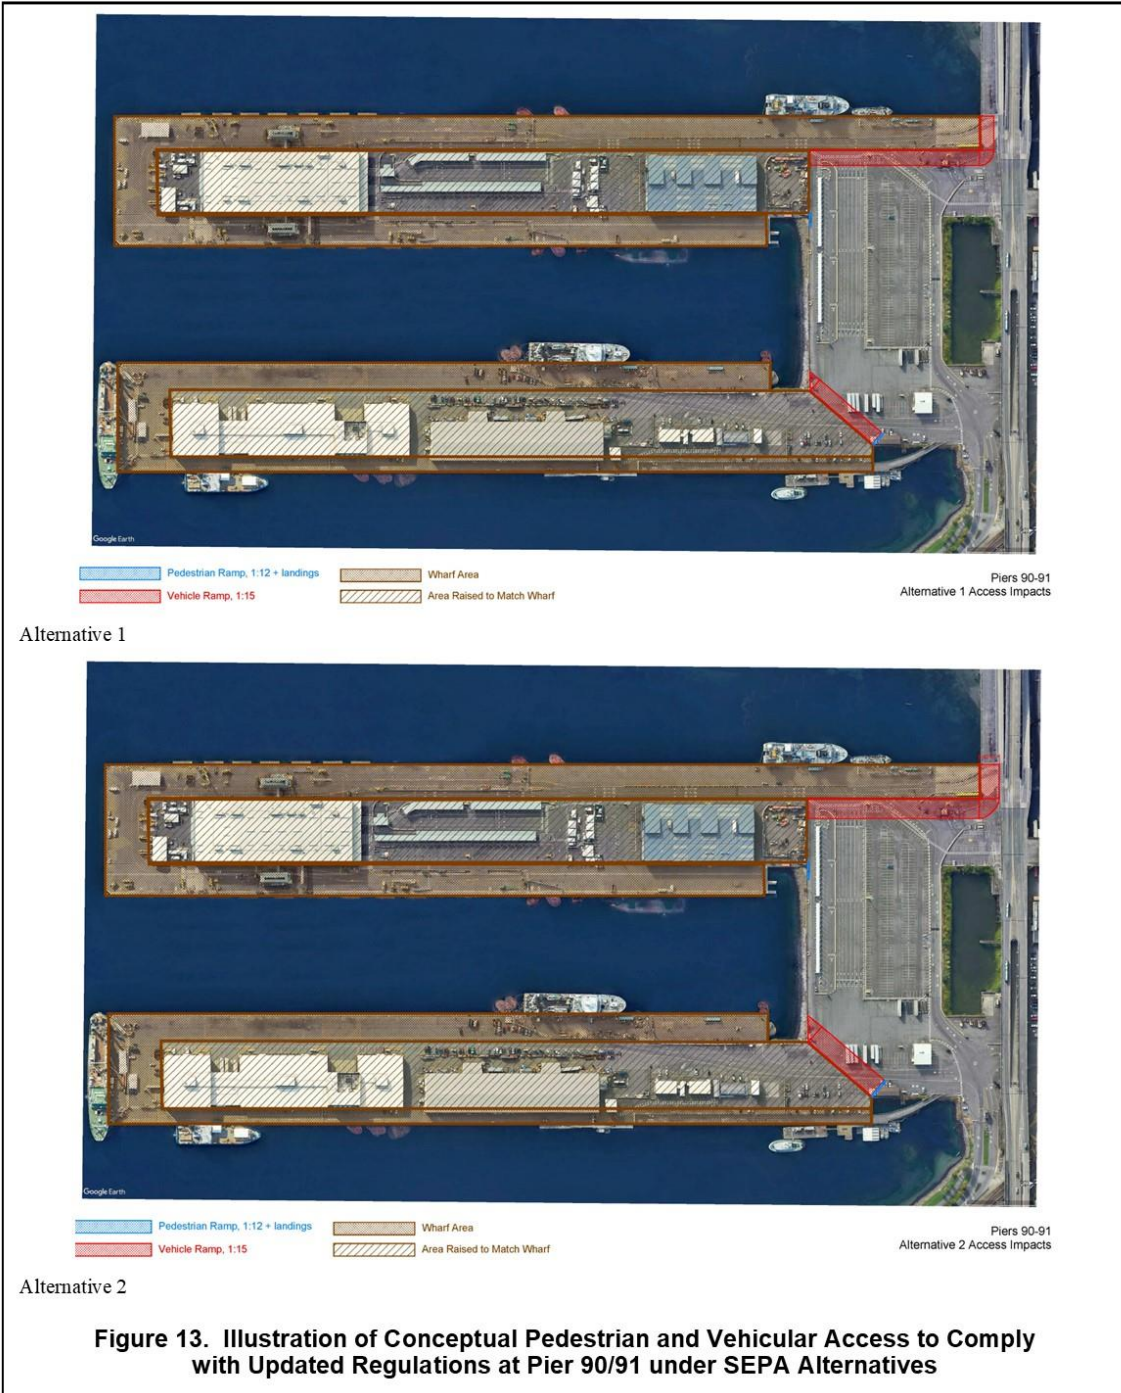 Google Earth
Pedestrian Ramp, 1:12 + landings
Wharf Area
Vehicle Ramp, 1:15
Area Raised to Match Wharf
Piers 90-91
Alternative 1 Access Impacts
Alternative 1
Google Earth
Pedestrian Ramp, 1:12 + landings
Wharf Area
Vehicle Ramp, 1:15
Area Raised to Match Wharf
Piers 90-91
Alternative 2 Access Impacts
Alternative 2
Figure 13. Illustration of Conceptual Pedestrian and Vehicular Access to Comply
with Updated Regulations at Pier 90/91 under SEPA Alternatives